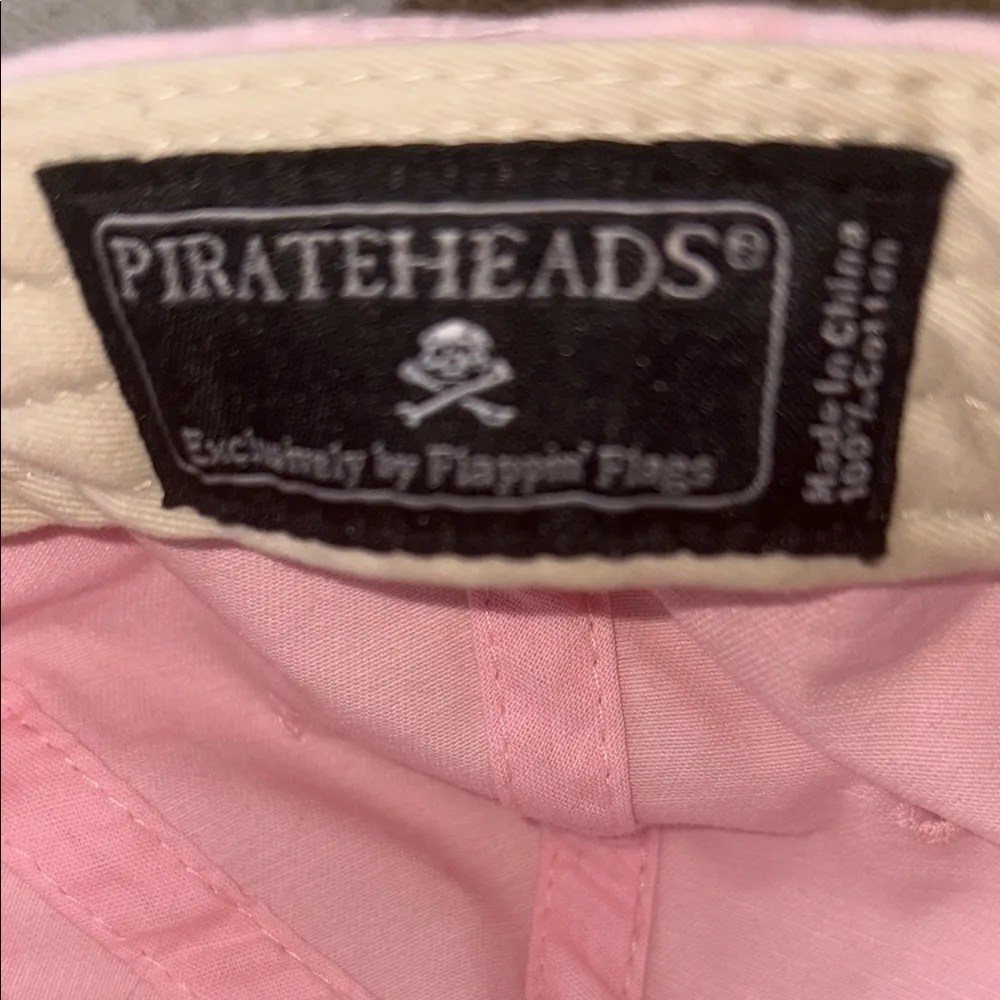 PIRATEHEADS®
Exclusively by Flappin' Flags
Made In China
100% Cotton